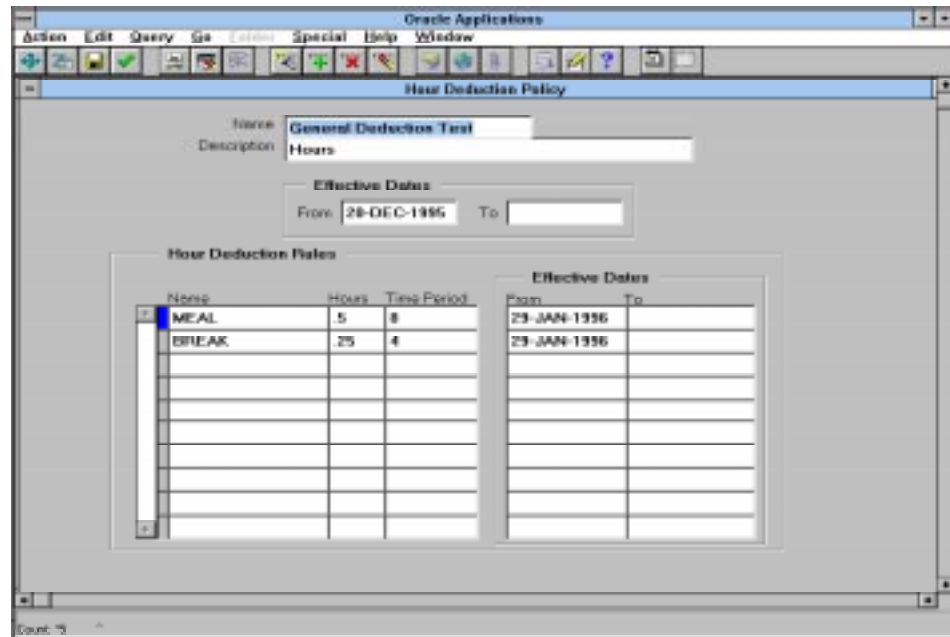 Oracle Applications
Action Edit Query Go Folder Special Help Window
Hour Deduction Policy
Name General Deduction Test
Description Hours
Effective Dates
From 20-DEC-1995 To
Hour Deduction Rules
Effective Dates
Name Hours Time Period From To
MEAL .5 8 29-JAN-1996
BREAK .25 4 29-JAN-1996
Count: *5